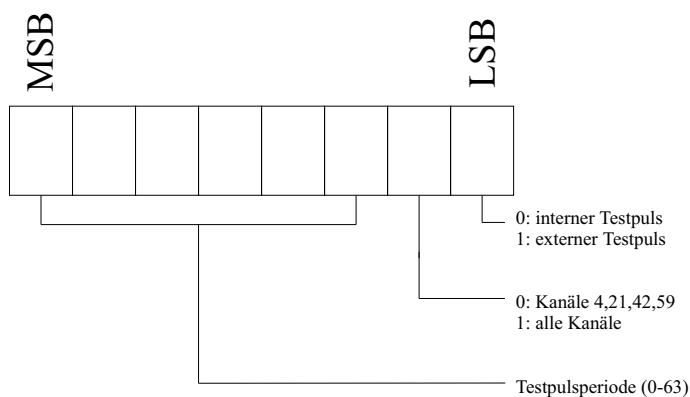 MSB
LSB
0: interner Testpuls
1: externer Testpuls
0: Kanäle 4,21,42,59
1: alle Kanäle
Testpulsperiode (0-63)